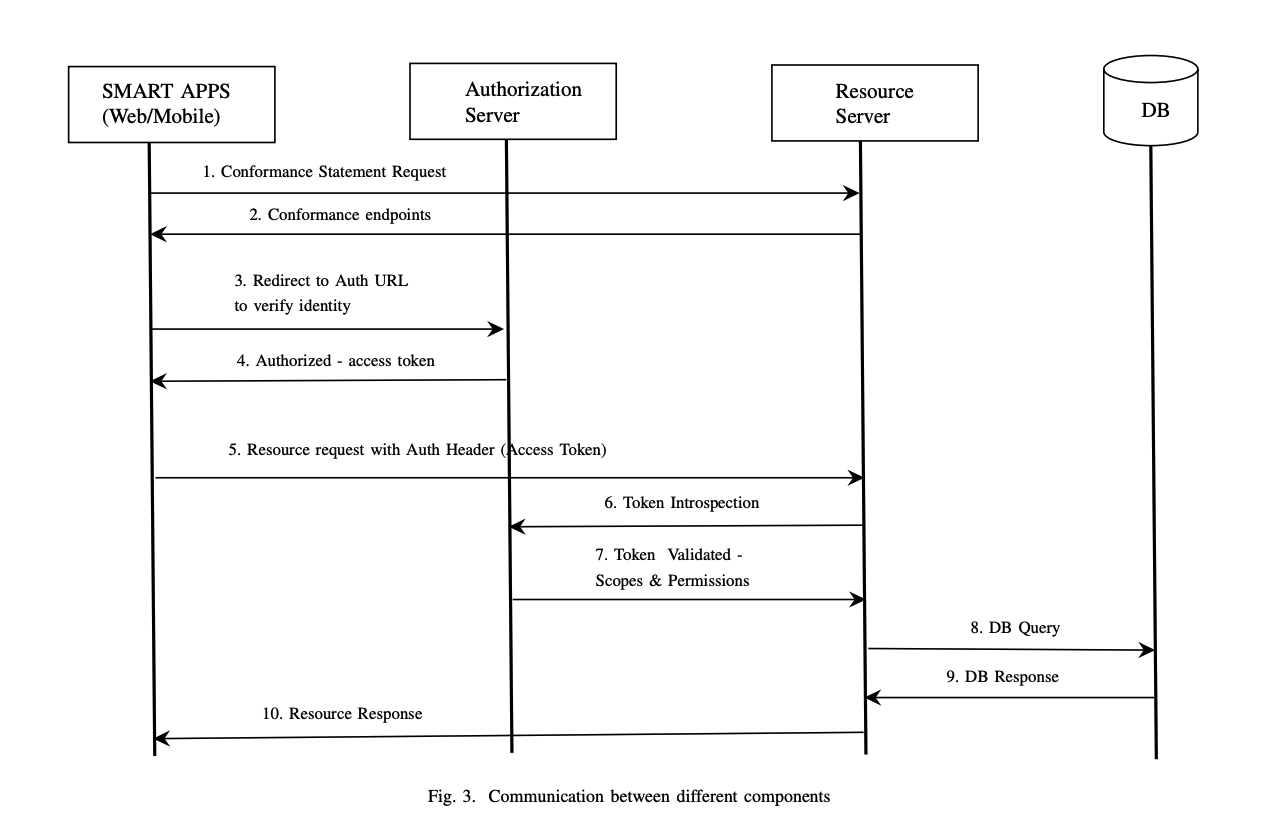 SMART APPS
(Web/Mobile)
Authorization
Server
Resource
Server
DB
1. Conformance Statement Request
2. Conformance endpoints
3. Redirect to Auth URL
to verify identity
4. Authorized - access token
5. Resource request with Auth Header (Access Token)
6. Token Introspection
7. Token Validated -
Scopes & Permissions
8. DB Query
9. DB Response
10. Resource Response
Fig. 3. Communication between different components